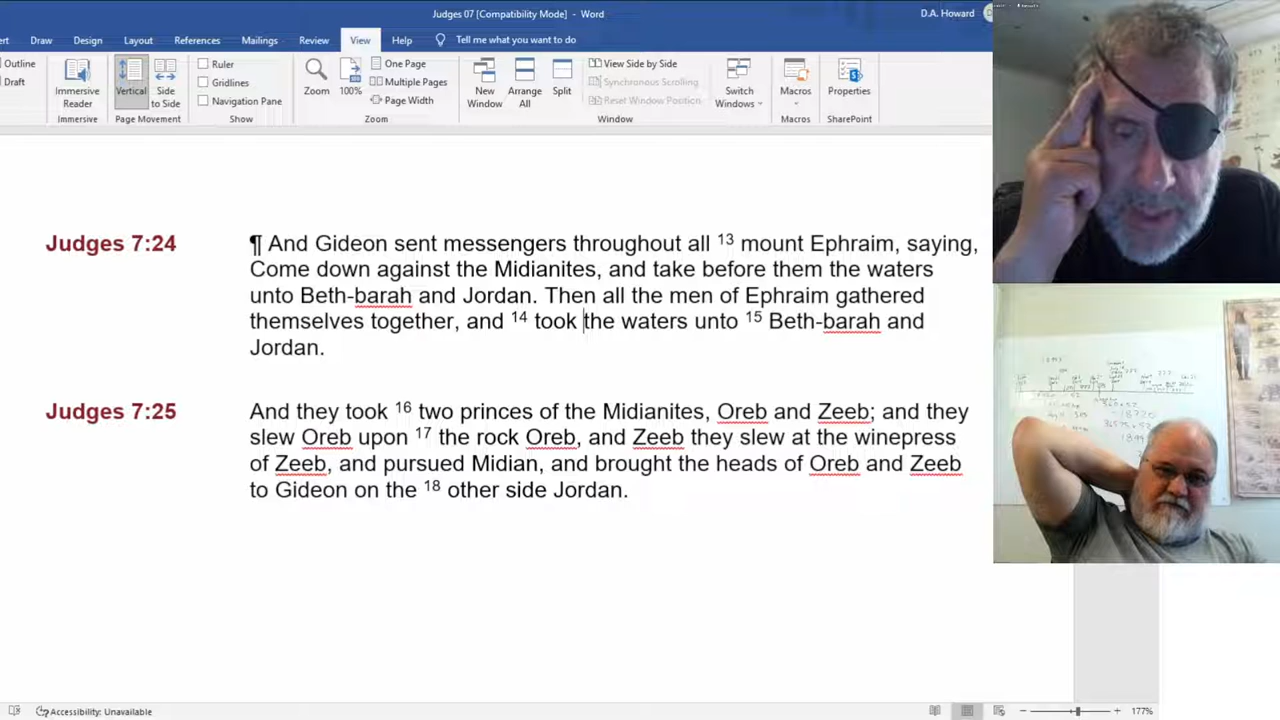 Judges 07 [Compatibility Mode] - Word
D.A. Howard
Draw Design Layout References Mailings Review View Help Tell me what you want to do
Outline
Draft
Immersive Reader
Immersive
Vertical
Side to Side
Page Movement
Ruler
Gridlines
Navigation Pane
Show
Zoom
100%
One Page
Multiple Pages
Page Width
Zoom
New Window
Arrange All
Split
View Side by Side
Synchronous Scrolling
Reset Window Position
Window
Switch Windows
Macros
Macros
Properties
SharePoint
Judges 7:24
¶ And Gideon sent messengers throughout all 13 mount Ephraim, saying,
Come down against the Midianites, and take before them the waters
unto Beth-barah and Jordan. Then all the men of Ephraim gathered
themselves together, and 14 took the waters unto 15 Beth-barah and
Jordan.
Judges 7:25
And they took 16 two princes of the Midianites, Oreb and Zeeb; and they
slew Oreb upon 17 the rock Oreb, and Zeeb they slew at the winepress
of Zeeb, and pursued Midian, and brought the heads of Oreb and Zeeb
to Gideon on the 18 other side Jordan.
Accessibility: Unavailable
177%